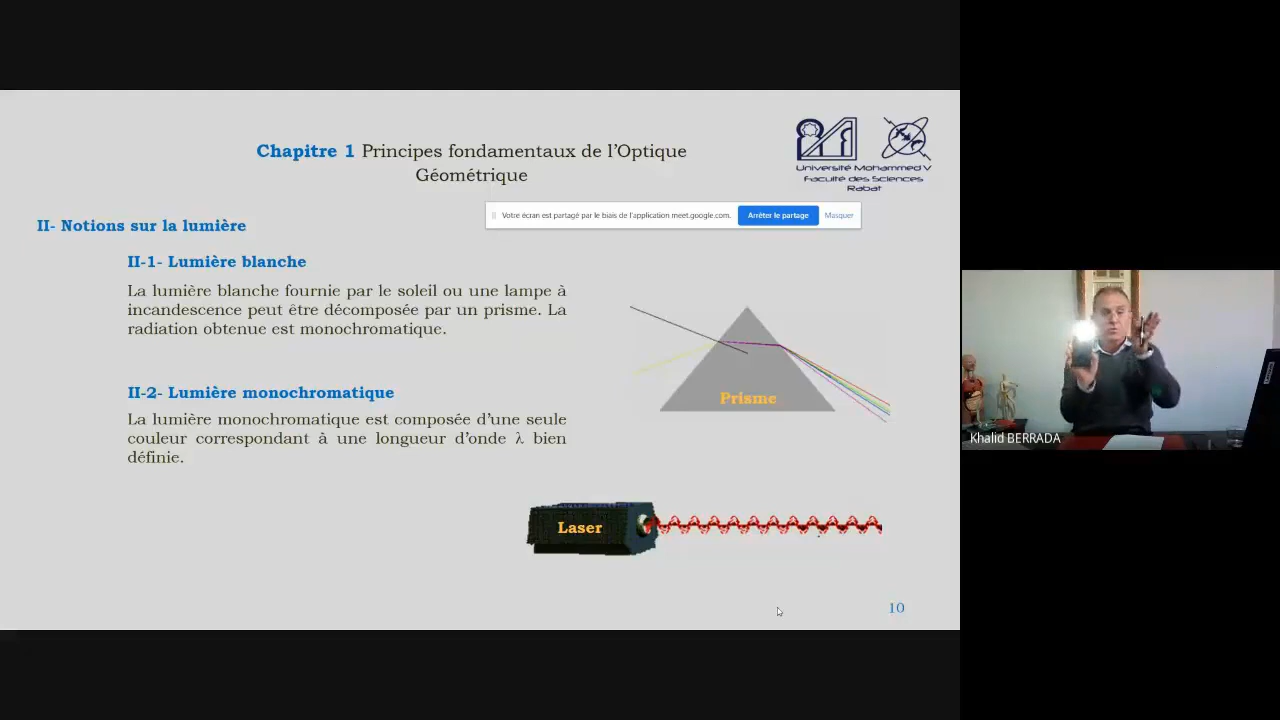 Chapitre 1 Principes fondamentaux de l'Optique
Géométrique
Université Mohammed V
Faculté des Sciences
Rabat
Votre écran est partagé par le biais de l'application meet.google.com.
Arrêter le partage
Masquer
II- Notions sur la lumière
II-1- Lumière blanche
La lumière blanche fournie par le soleil ou une lampe à
incandescence peut être décomposée par un prisme. La
radiation obtenue est monochromatique.
Prisme
II-2- Lumière monochromatique
La lumière monochromatique est composée d'une seule
couleur correspondant à une longueur d'onde λ bien
définie.
Laser
10
Khalid BERRADA